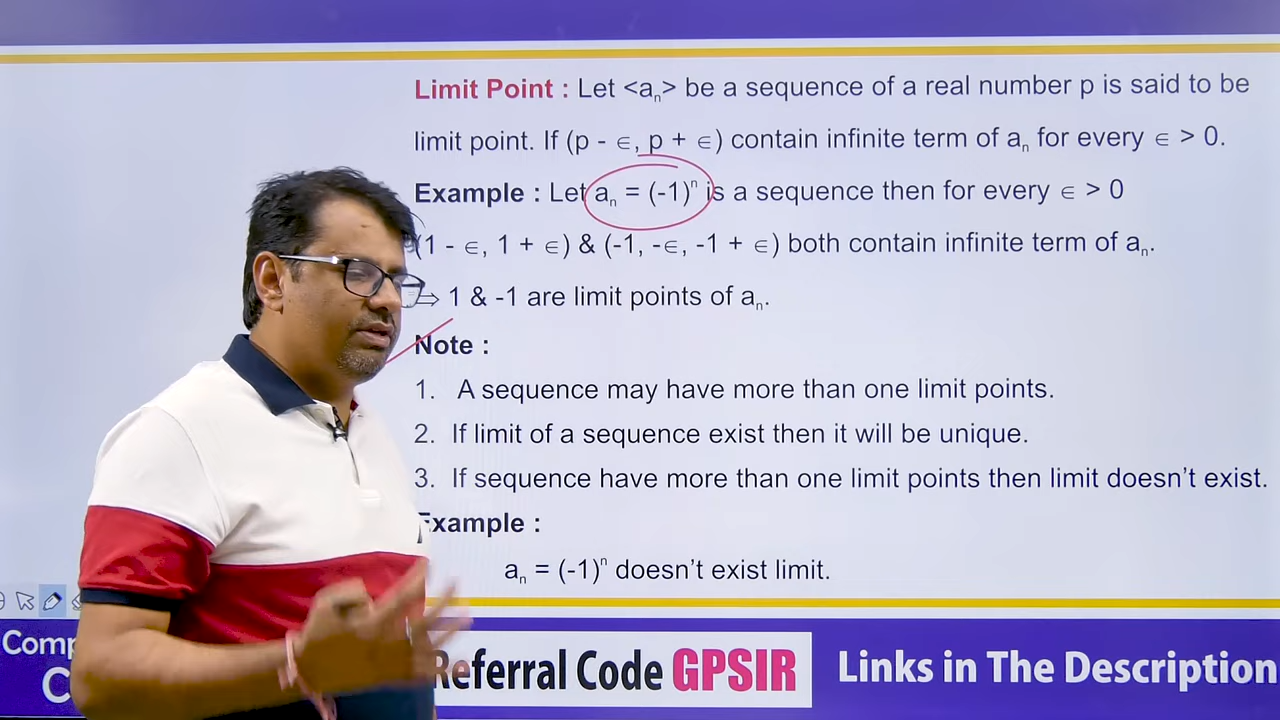 Limit Point : Let <aₙ> be a sequence of a real number p is said to be
limit point. If (p - ∈, p + ∈) contain infinite term of aₙ for every ∈ > 0.
Example : Let aₙ = (-1)ⁿ is a sequence then for every ∈ > 0
(1 - ∈, 1 + ∈) & (-1, -∈, -1 + ∈) both contain infinite term of aₙ.
⇒ 1 & -1 are limit points of aₙ.
Note :
1. A sequence may have more than one limit points.
2. If limit of a sequence exist then it will be unique.
3. If sequence have more than one limit points then limit doesn't exist.
Example :
aₙ = (-1)ⁿ doesn't exist limit.
Referral Code GPSIR
Links in The Description